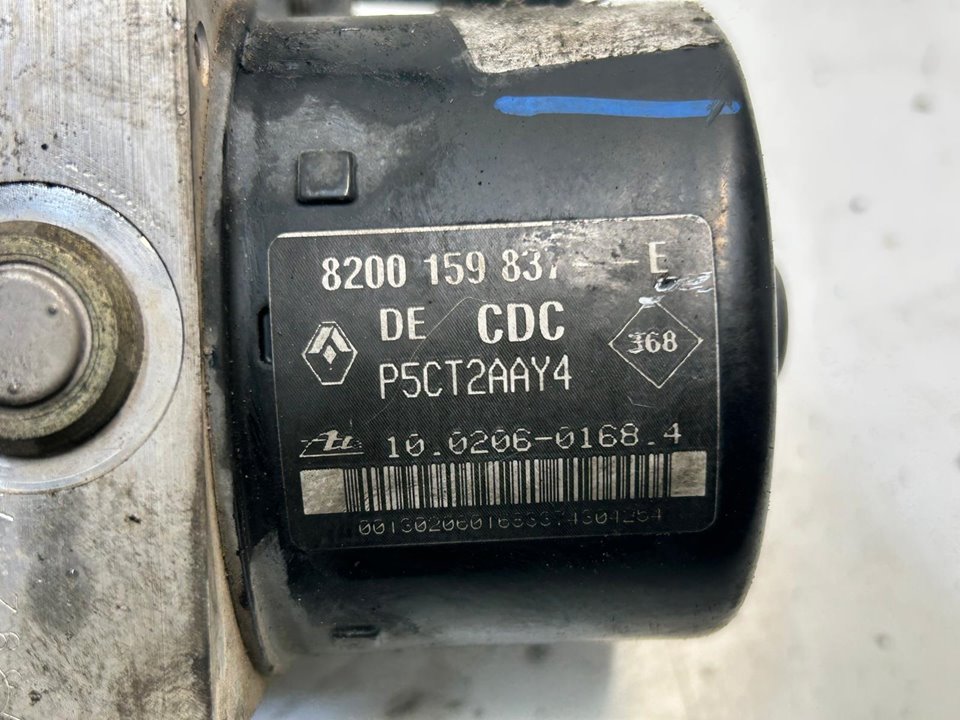 8200 159 837--E
DE CDC
368
P5CT2AAY4
10.0206-0168.4